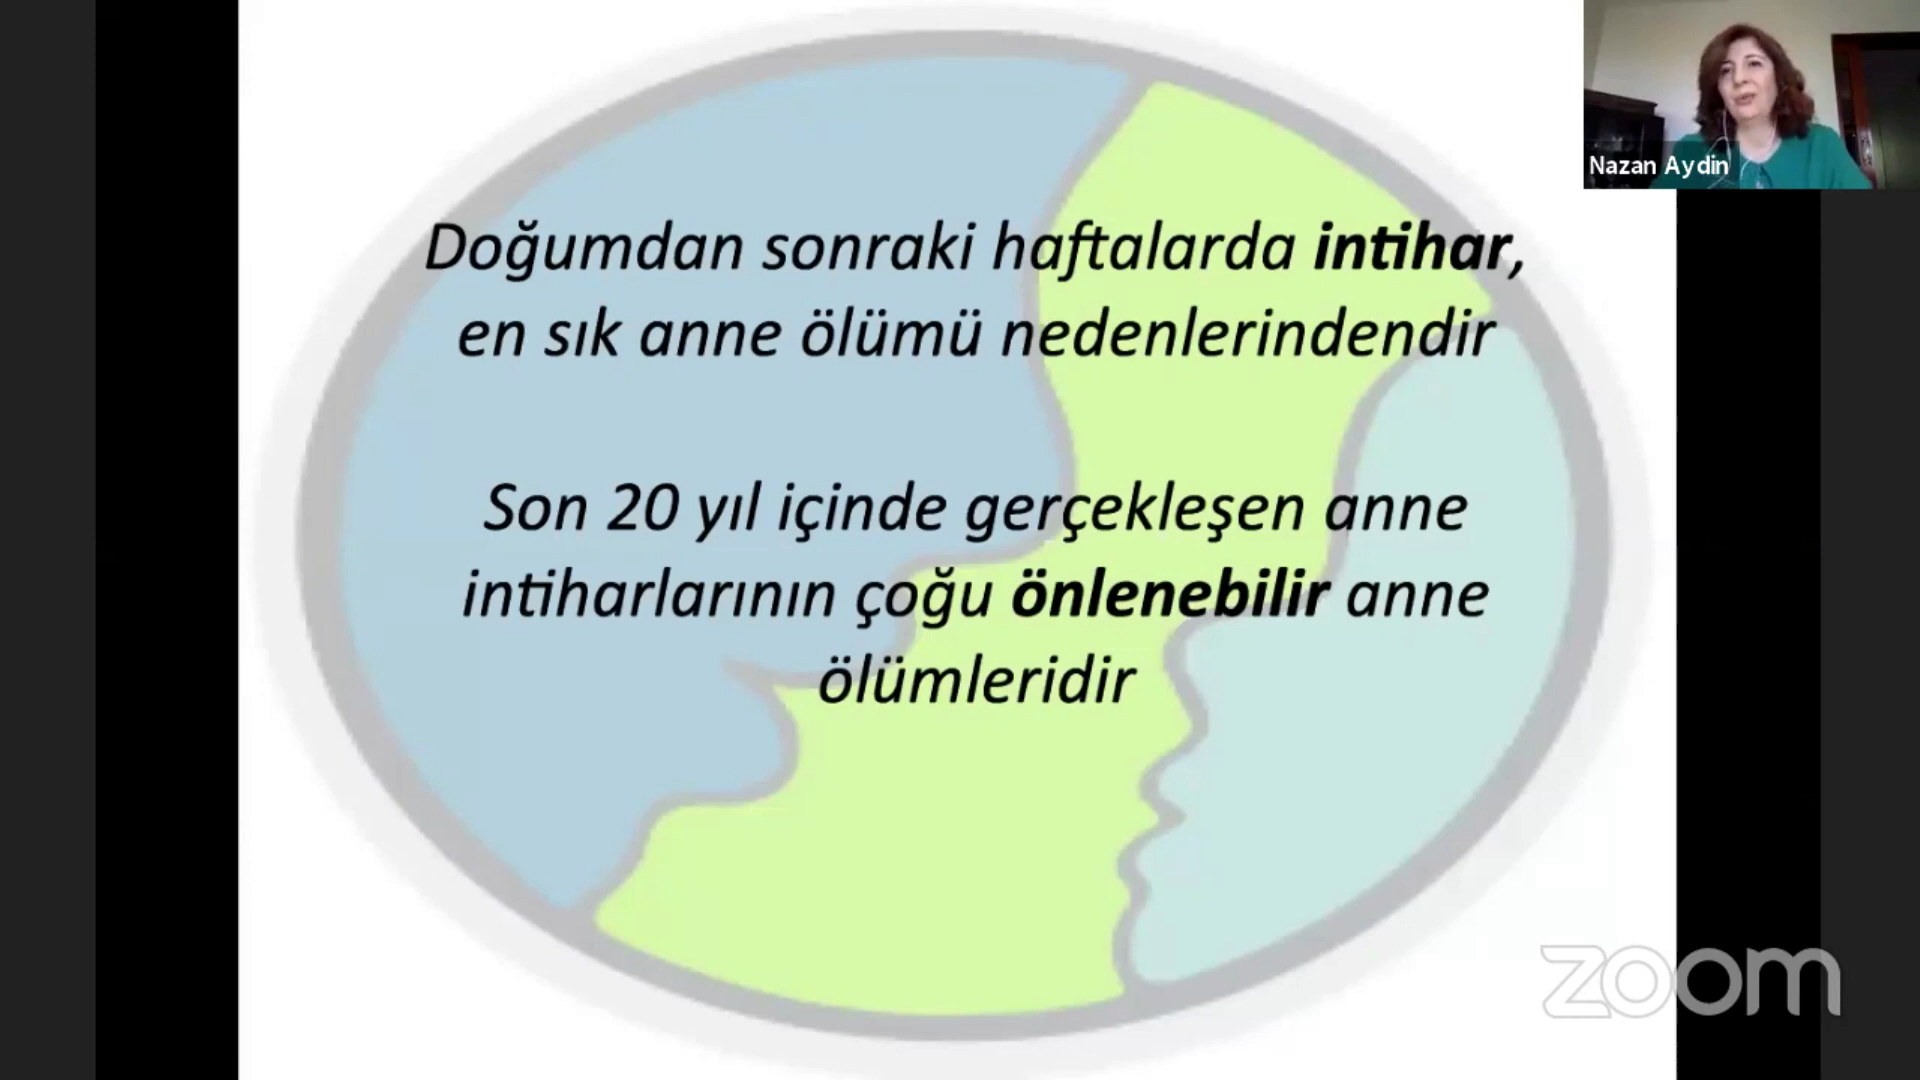 Nazan Aydin
Doğumdan sonraki haftalarda intihar,
en sık anne ölümü nedenlerindendir
Son 20 yıl içinde gerçekleşen anne
intiharlarının çoğu önlenebilir anne
ölümleridir
zoom